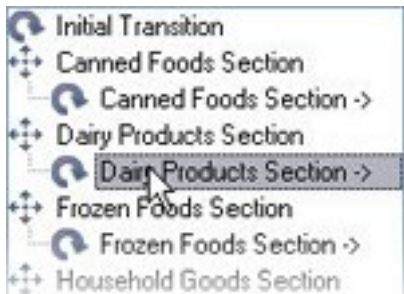 Initial Transition
Canned Foods Section
Canned Foods Section ->
Dairy Products Section
Dairy Products Section ->
Frozen Foods Section
Frozen Foods Section ->
Household Goods Section